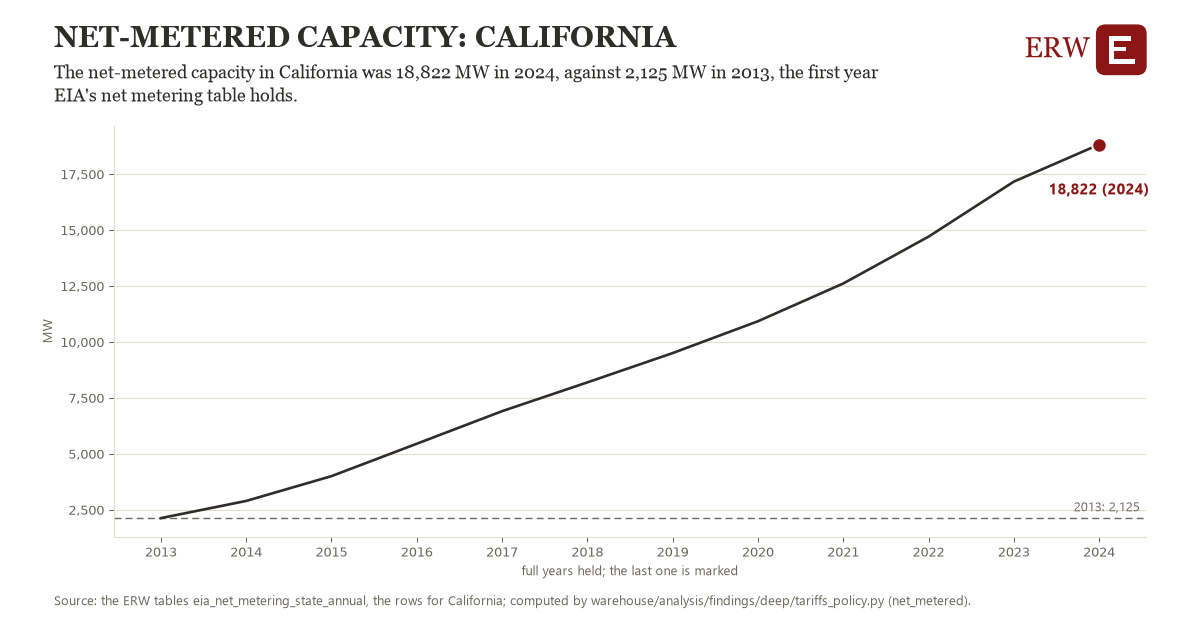 NET-METERED CAPACITY: CALIFORNIA
The net-metered capacity in California was 18,822 MW in 2024, against 2,125 MW in 2013, the first year
EIA's net metering table holds.
ERW E
17,500
15,000
12,500
10,000
7,500
5,000
2,500
MW
18,822 (2024)
2013: 2,125
2013 2014 2015 2016 2017 2018 2019 2020 2021 2022 2023 2024
full years held; the last one is marked
Source: the ERW tables eia_net_metering_state_annual, the rows for California; computed by warehouse/analysis/findings/deep/tariffs_policy.py (net_metered).